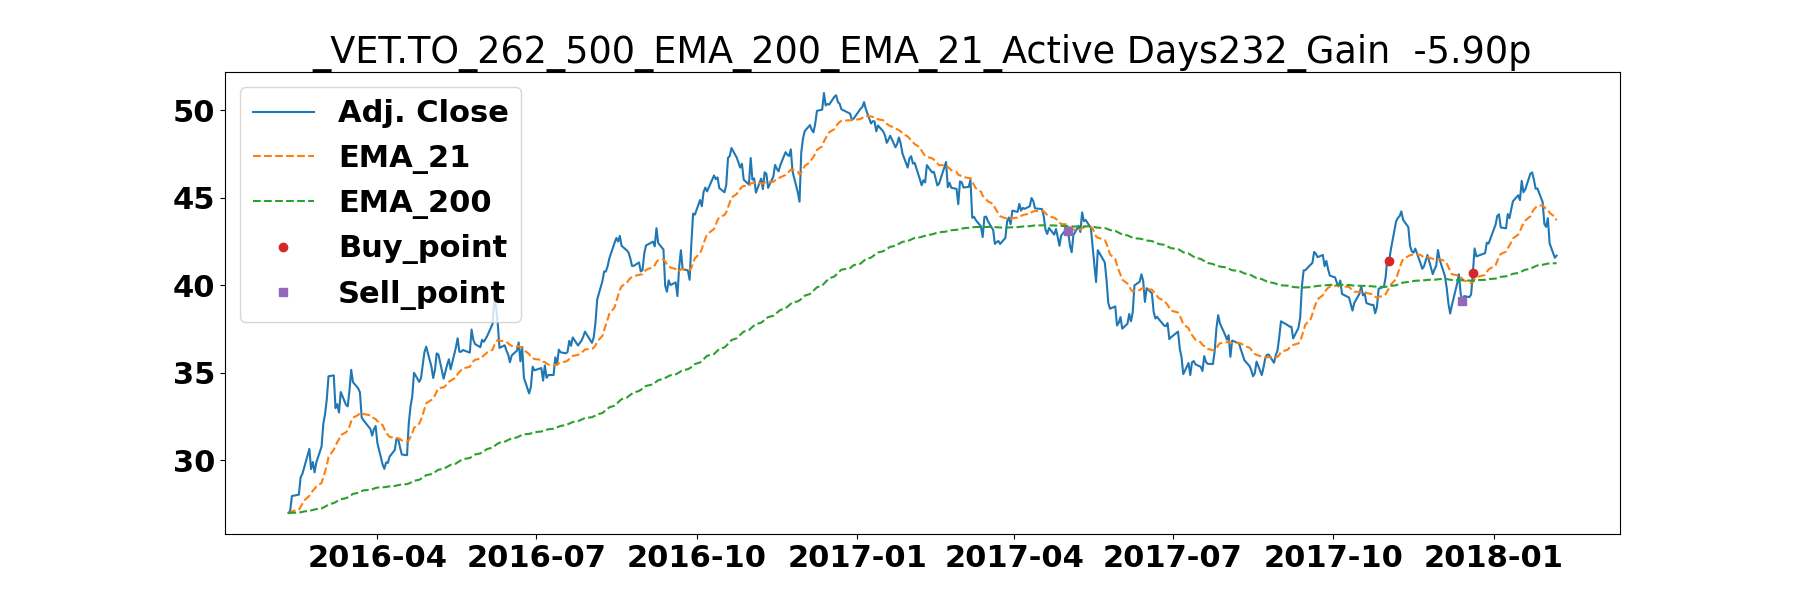 _VET.TO_262_500_EMA_200_EMA_21_Active Days232_Gain  -5.90p
Adj. Close
EMA_21
EMA_200
Buy_point
Sell_point
50
45
40
35
30
2016-04 2016-07 2016-10 2017-01 2017-04 2017-07 2017-10 2018-01